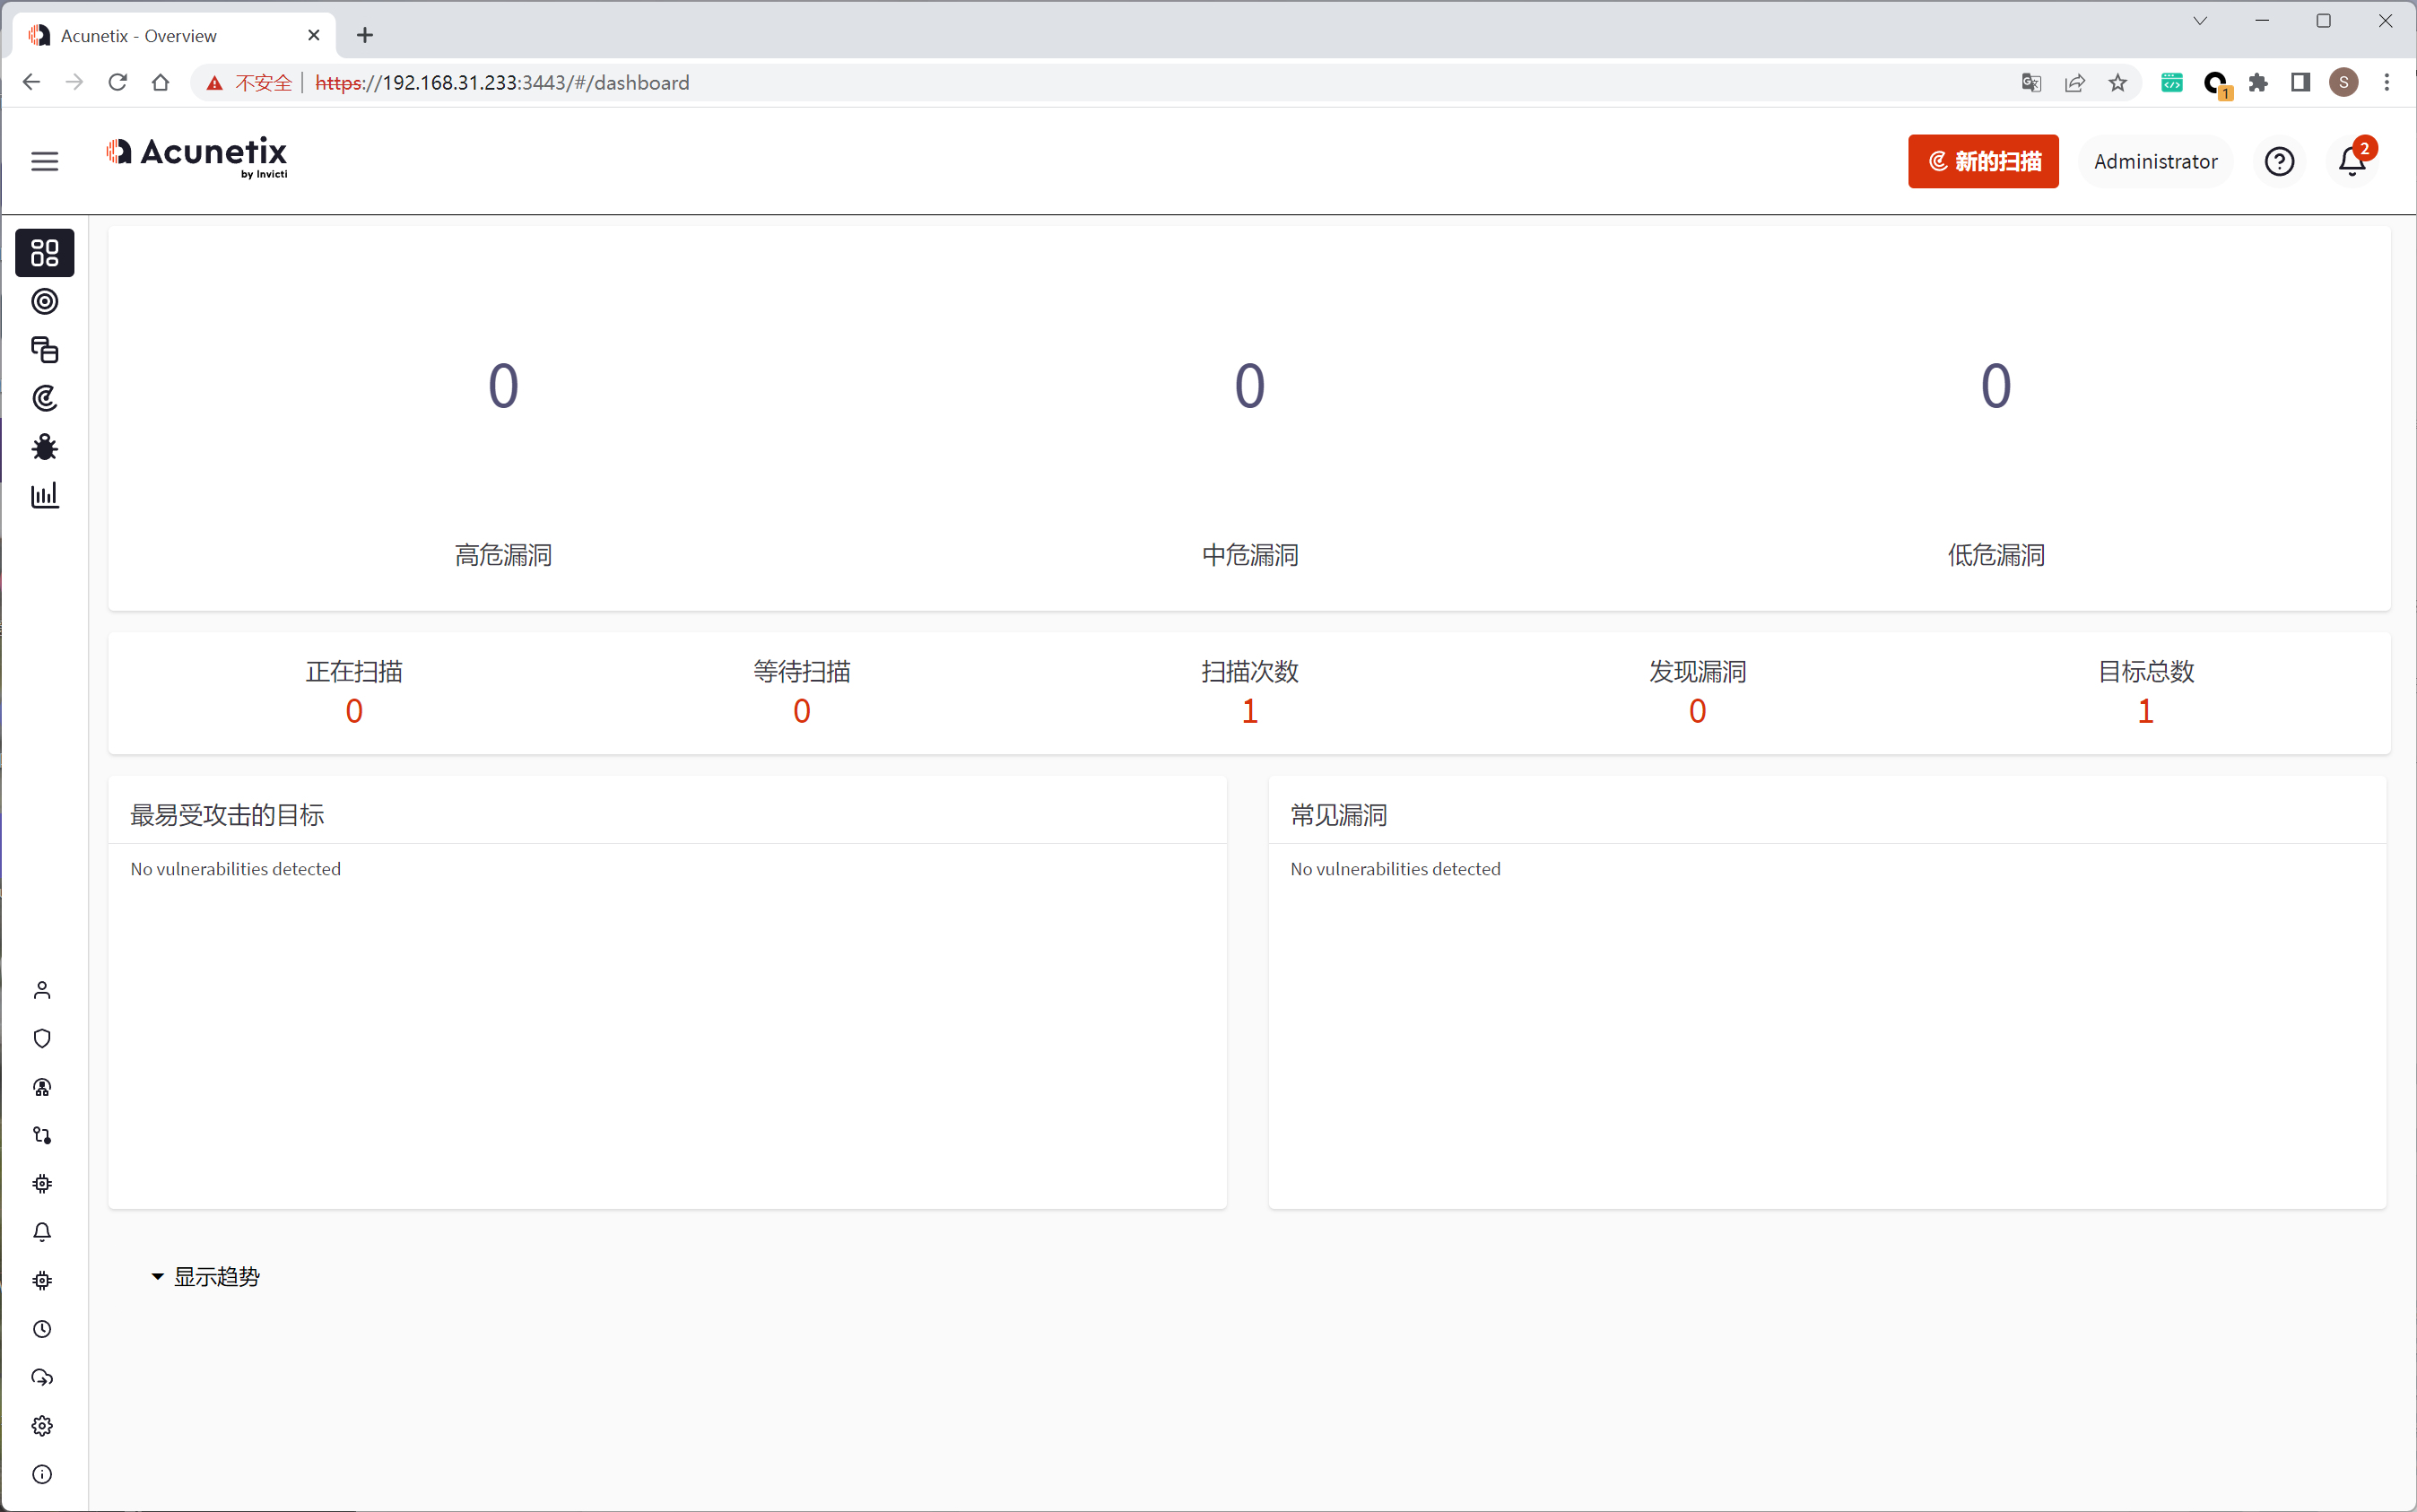 Acunetix - Overview
不安全 | https://192.168.31.233:3443/#/dashboard
1
S
Acunetix
by Invicti
新的扫描
Administrator
2
0
0
0
高危漏洞
中危漏洞
低危漏洞
正在扫描
等待扫描
扫描次数
发现漏洞
目标总数
0
0
1
0
1
最易受攻击的目标
常见漏洞
No vulnerabilities detected
No vulnerabilities detected
显示趋势